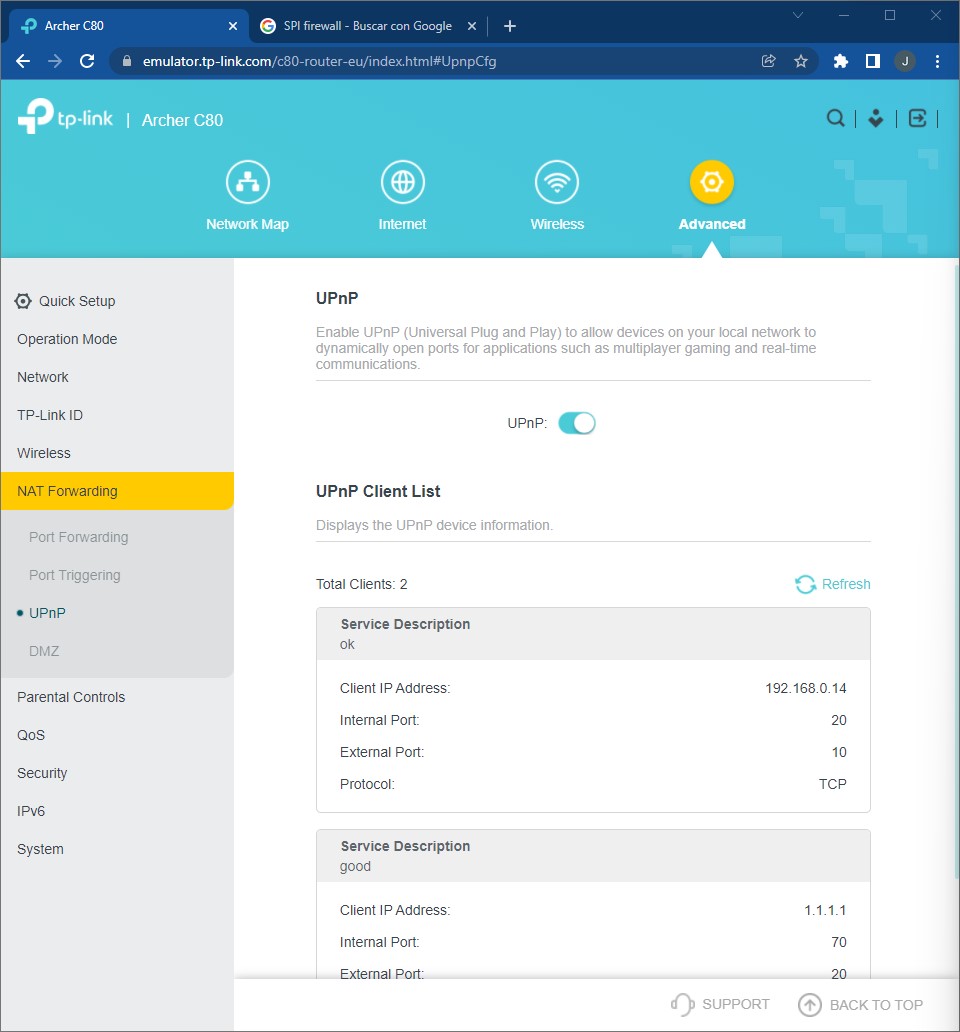 Archer C80
SPI firewall - Buscar con Google
emulator.tp-link.com/c80-router-eu/index.html#UpnpCfg
J
tp-link | Archer C80
Network Map
Internet
Wireless
Advanced
Quick Setup
Operation Mode
Network
TP-Link ID
Wireless
NAT Forwarding
Port Forwarding
Port Triggering
UPnP
DMZ
Parental Controls
QoS
Security
IPv6
System
UPnP
Enable UPnP (Universal Plug and Play) to allow devices on your local network to
dynamically open ports for applications such as multiplayer gaming and real-time
communications.
UPnP:
UPnP Client List
Displays the UPnP device information.
Total Clients: 2
Refresh
Service Description
ok
Client IP Address: 192.168.0.14
Internal Port: 20
External Port: 10
Protocol: TCP
Service Description
good
Client IP Address: 1.1.1.1
Internal Port: 70
External Port: 20
SUPPORT
BACK TO TOP